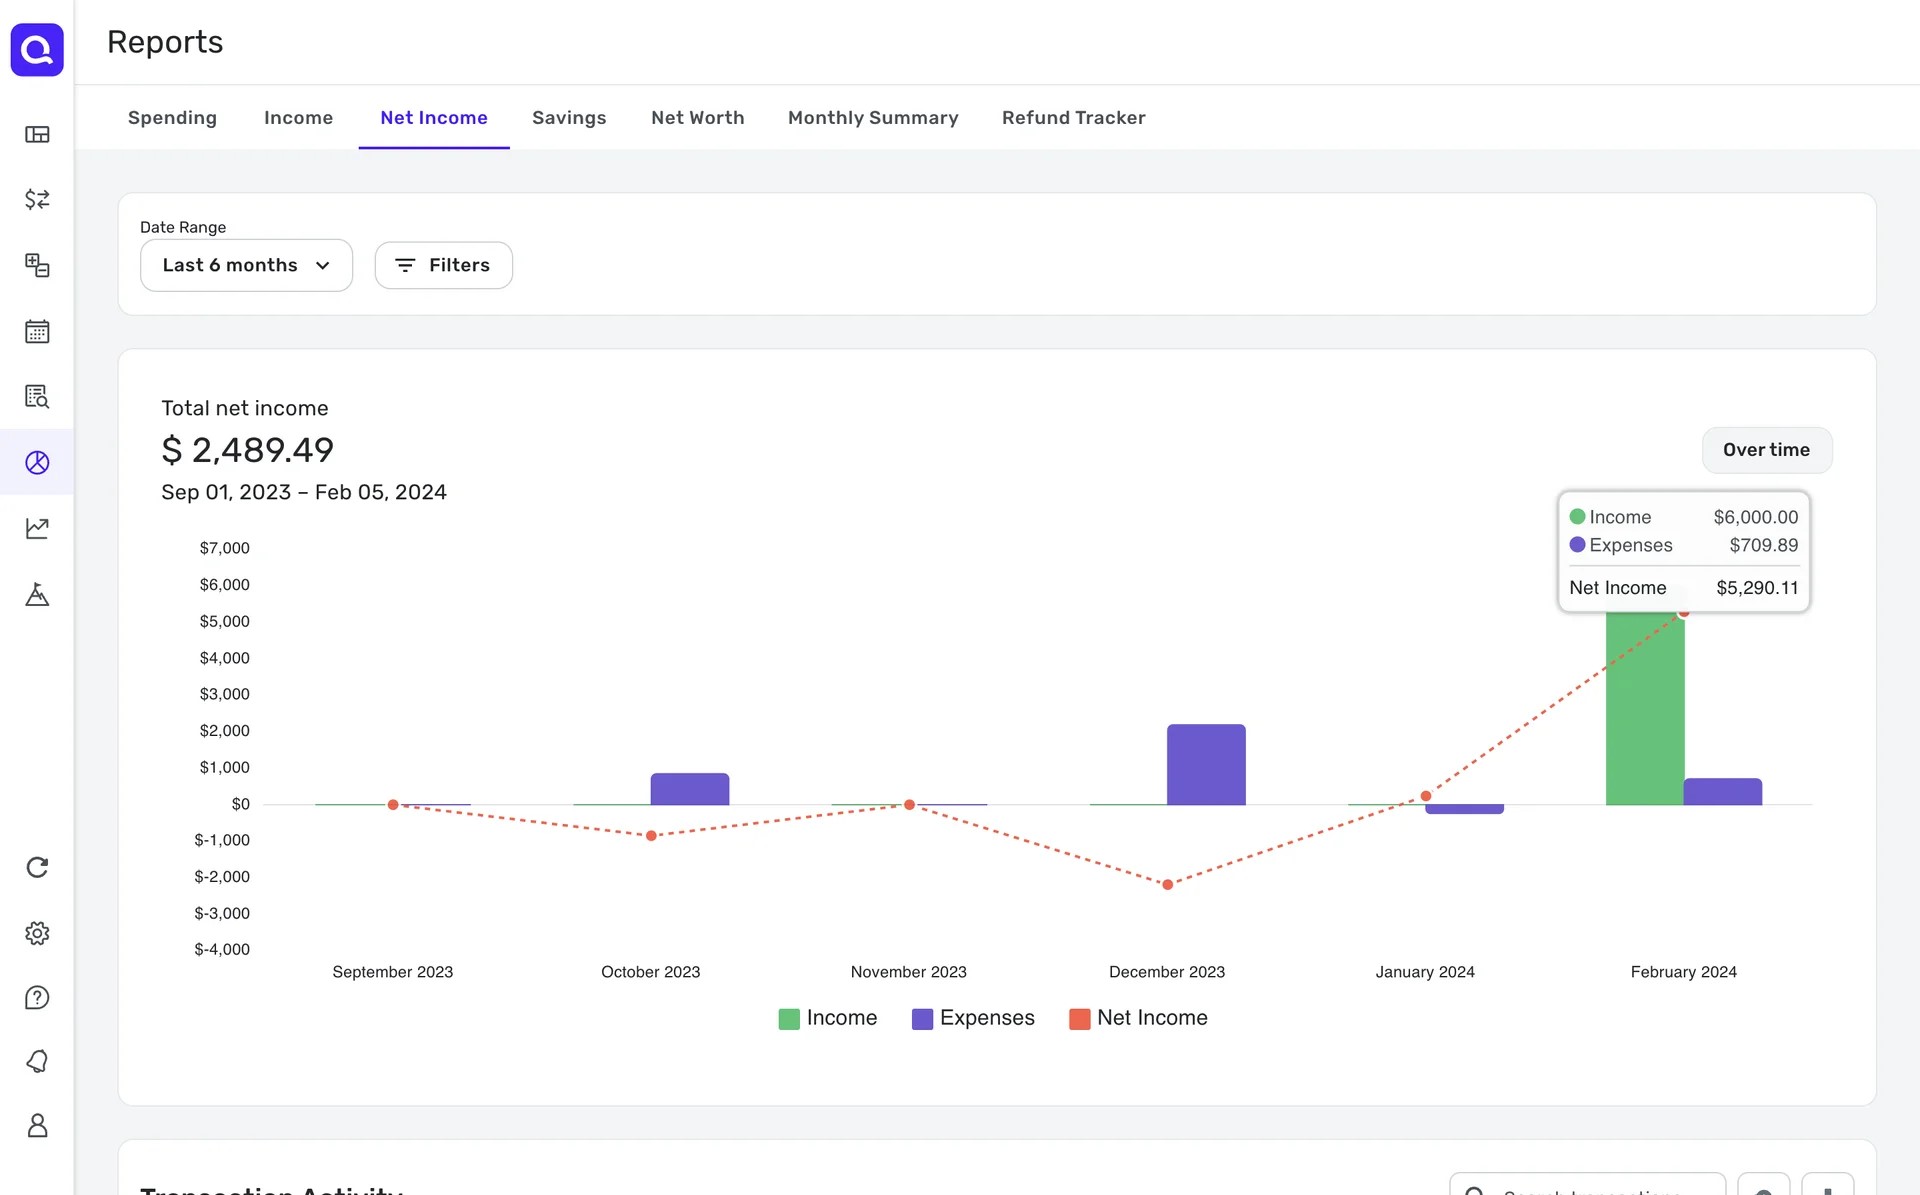 Reports
Spending Income Net Income Savings Net Worth Monthly Summary Refund Tracker
Date Range
Last 6 months Filters
Total net income
$ 2,489.49
Over time
Sep 01, 2023 – Feb 05, 2024
Income $6,000.00
Expenses $709.89
Net Income $5,290.11
$7,000
$6,000
$5,000
$4,000
$3,000
$2,000
$1,000
$0
$-1,000
$-2,000
$-3,000
$-4,000
September 2023 October 2023 November 2023 December 2023 January 2024 February 2024
Income Expenses Net Income
Transaction Activity
Search transactions